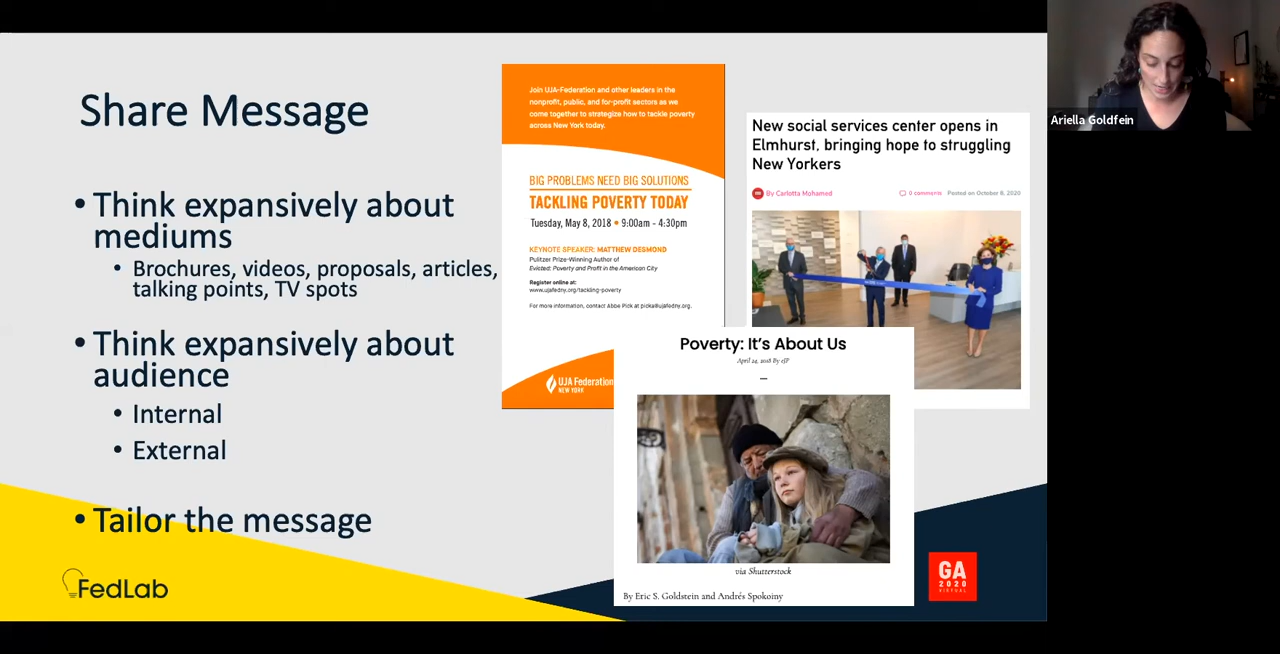 Share Message
• Think expansively about
mediums
• Brochures, videos, proposals, articles,
talking points, TV spots
• Think expansively about
audience
• Internal
• External
• Tailor the message
FedLab
Join UJA-Federation and other leaders in the
nonprofit, public, and for-profit sectors as we
come together to strategize how to tackle poverty
across New York today.
BIG PROBLEMS NEED BIG SOLUTIONS
TACKLING POVERTY TODAY
Tuesday, May 8, 2018 • 9:00am - 4:30pm
KEYNOTE SPEAKER: MATTHEW DESMOND
Pulitzer Prize-Winning Author of
Evicted: Poverty and Profit in the American City
Register online at:
www.ujafedny.org/tackling-poverty
For more information, contact Abbe Pick at picka@ujafedny.org.
UJA Federation
NEW YORK
New social services center opens in
Elmhurst, bringing hope to struggling
New Yorkers
By Carlotta Mohamed
0 comments Posted on October 8, 2020
Poverty: It's About Us
April 24, 2018 By eJP
via Shutterstock
By Eric S. Goldstein and Andrés Spokoiny
GA
2020
VIRTUAL
Ariella Goldfein